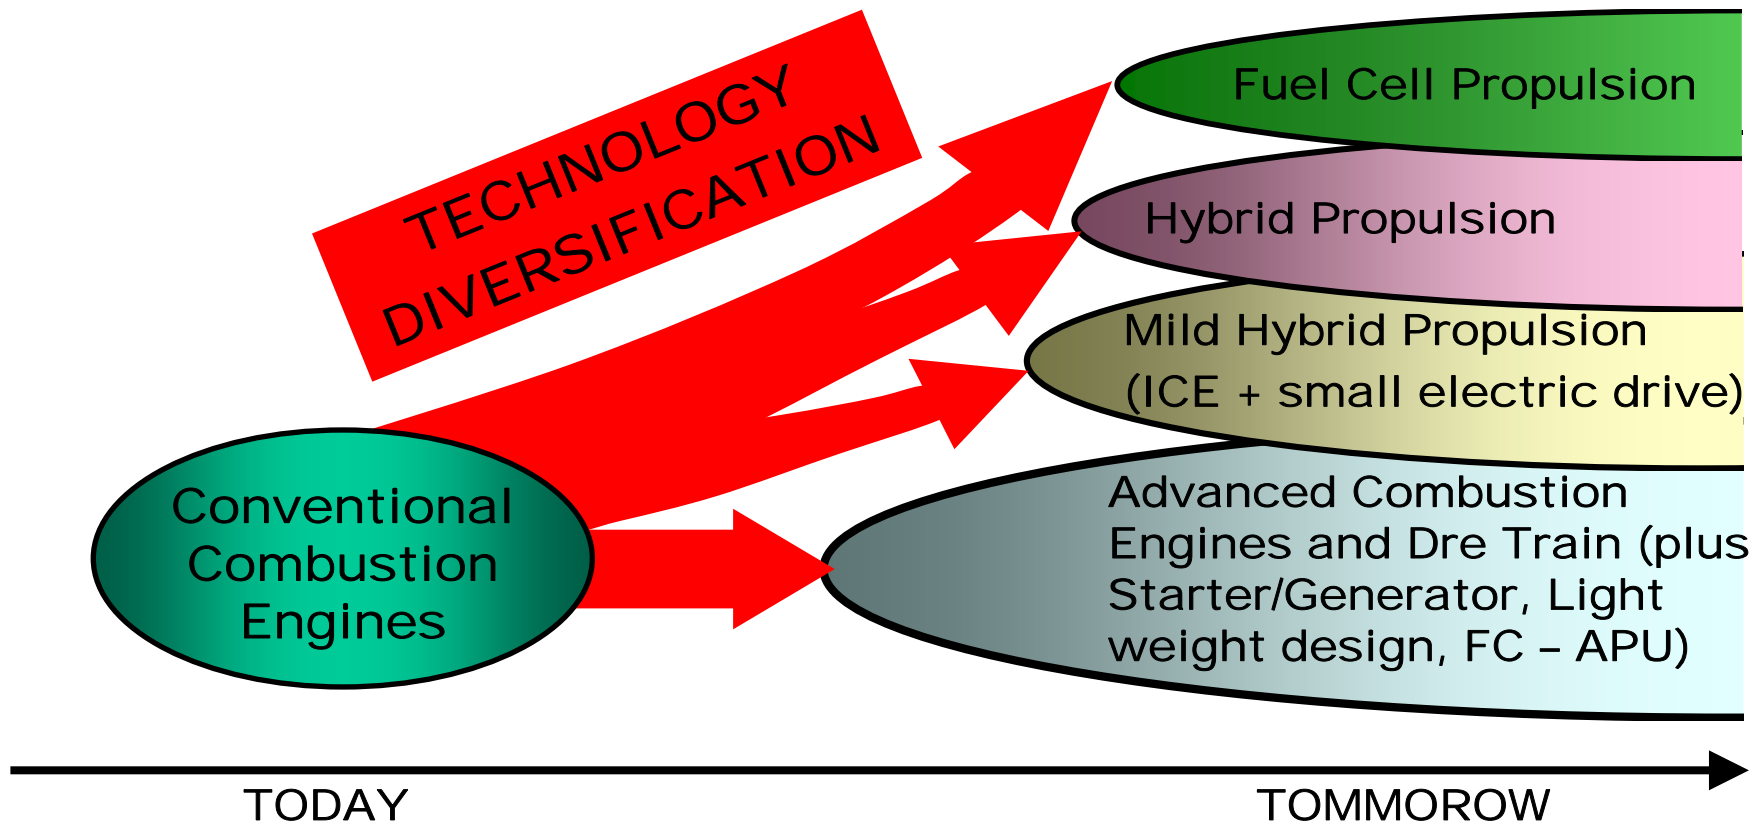 TECHNOLOGY
DIVERSIFICATION
Fuel Cell Propulsion
Hybrid Propulsion
Mild Hybrid Propulsion
(ICE + small electric drive)
Conventional
Combustion
Engines
Advanced Combustion
Engines and Dre Train (plus
Starter/Generator, Light
weight design, FC – APU)
TODAY
TOMMOROW